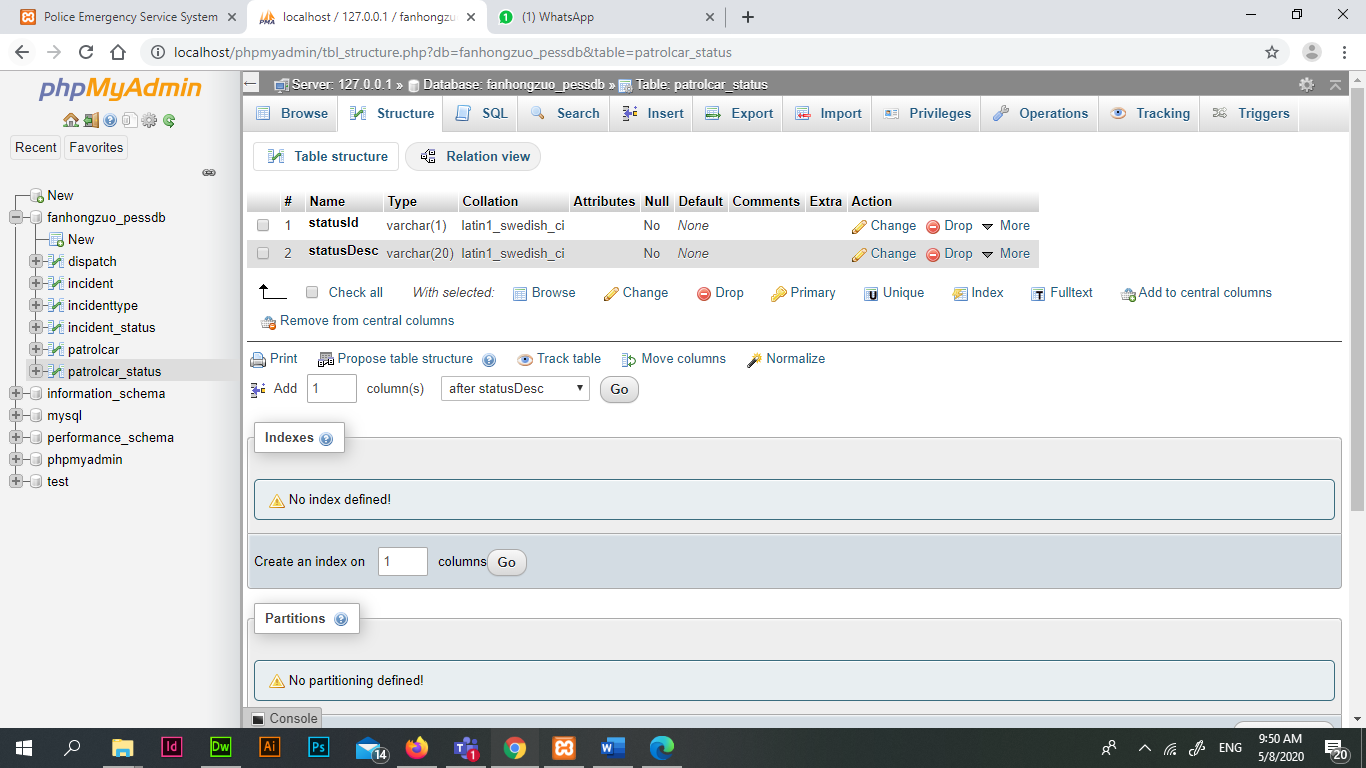 Police Emergency Service System
localhost / 127.0.0.1 / fanhongzuo
(1) WhatsApp
localhost/phpmyadmin/tbl_structure.php?db=fanhongzuo_pessdb&table=patrolcar_status
phpMyAdmin
Recent Favorites
New
fanhongzuo_pessdb
New
dispatch
incident
incidenttype
incident_status
patrolcar
patrolcar_status
information_schema
mysql
performance_schema
phpmyadmin
test
Server: 127.0.0.1 » Database: fanhongzuo_pessdb » Table: patrolcar_status
Browse Structure SQL Search Insert Export Import Privileges Operations Tracking Triggers
Table structure Relation view
# Name Type Collation Attributes Null Default Comments Extra Action
1 statusId varchar(1) latin1_swedish_ci No None Change Drop More
2 statusDesc varchar(20) latin1_swedish_ci No None Change Drop More
Check all With selected: Browse Change Drop Primary Unique Index Fulltext Add to central columns
Remove from central columns
Print Propose table structure Track table Move columns Normalize
Add 1 column(s) after statusDesc Go
Indexes
No index defined!
Create an index on 1 columns Go
Partitions
No partitioning defined!
Console
Id Dw Ai Ps 14 1 ENG 9:50 AM
5/8/2020 20